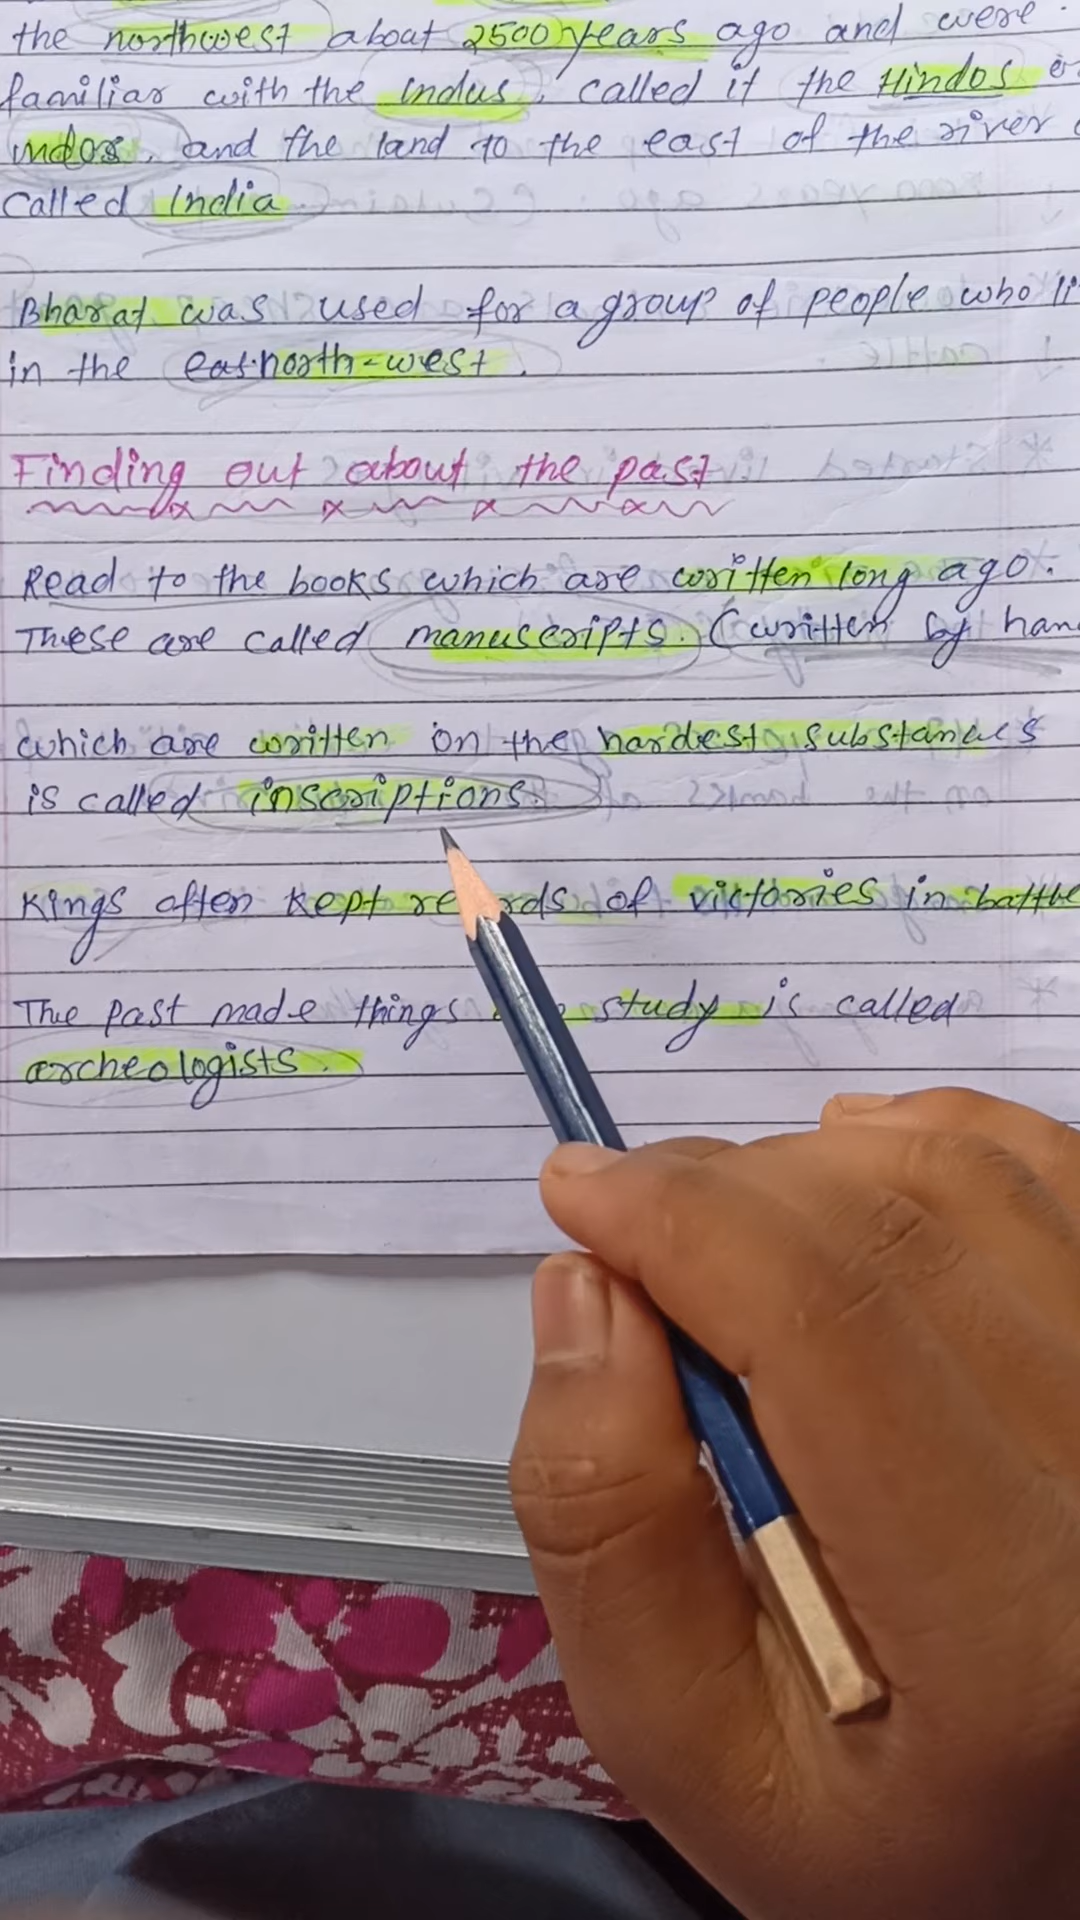 the northwest about 2500 years ago and were
familiar with the Indus, called it the Hindos
indos, and the land to the east of the river
called India
Bharat was used for a group of people who
in the eat.north-west.
Finding out about the past
Read to the books which are written long ago.
These are called manuscripts. (written by han
which are written on the hardest substances
is called inscriptions.
Kings often kept records of victories in battle
The past made things study is called
archeologists.